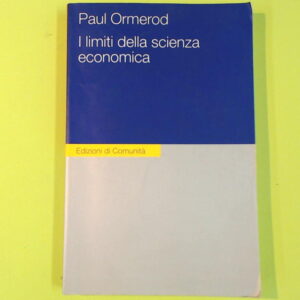 Paul Ormerod
I limiti della scienza
economica
Edizioni di Comunità